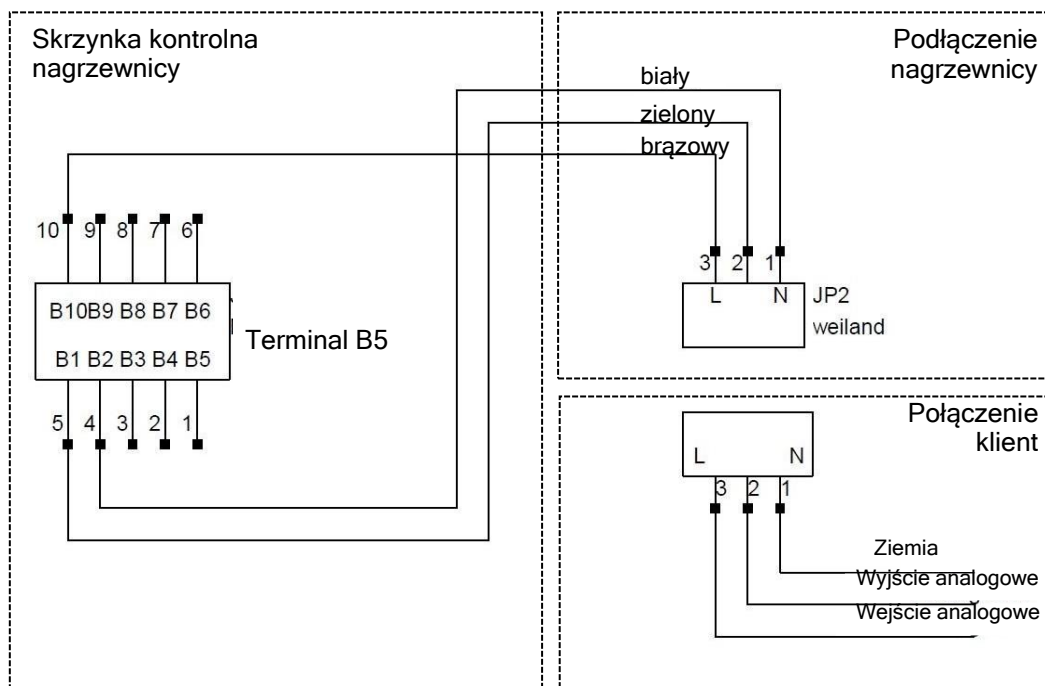 Skrzynka kontrolna
nagrzewnicy
Podłączenie
nagrzewnicy
biały
zielony
brązowy
10 9 8 7 6
B10 B9 B8 B7 B6
B1 B2 B3 B4 B5
Terminal B5
5 4 3 2 1
3 2 1
L N
JP2
weiland
Połączenie
klient
L N
3 2 1
Ziemia
Wyjście analogowe
Wejście analogowe